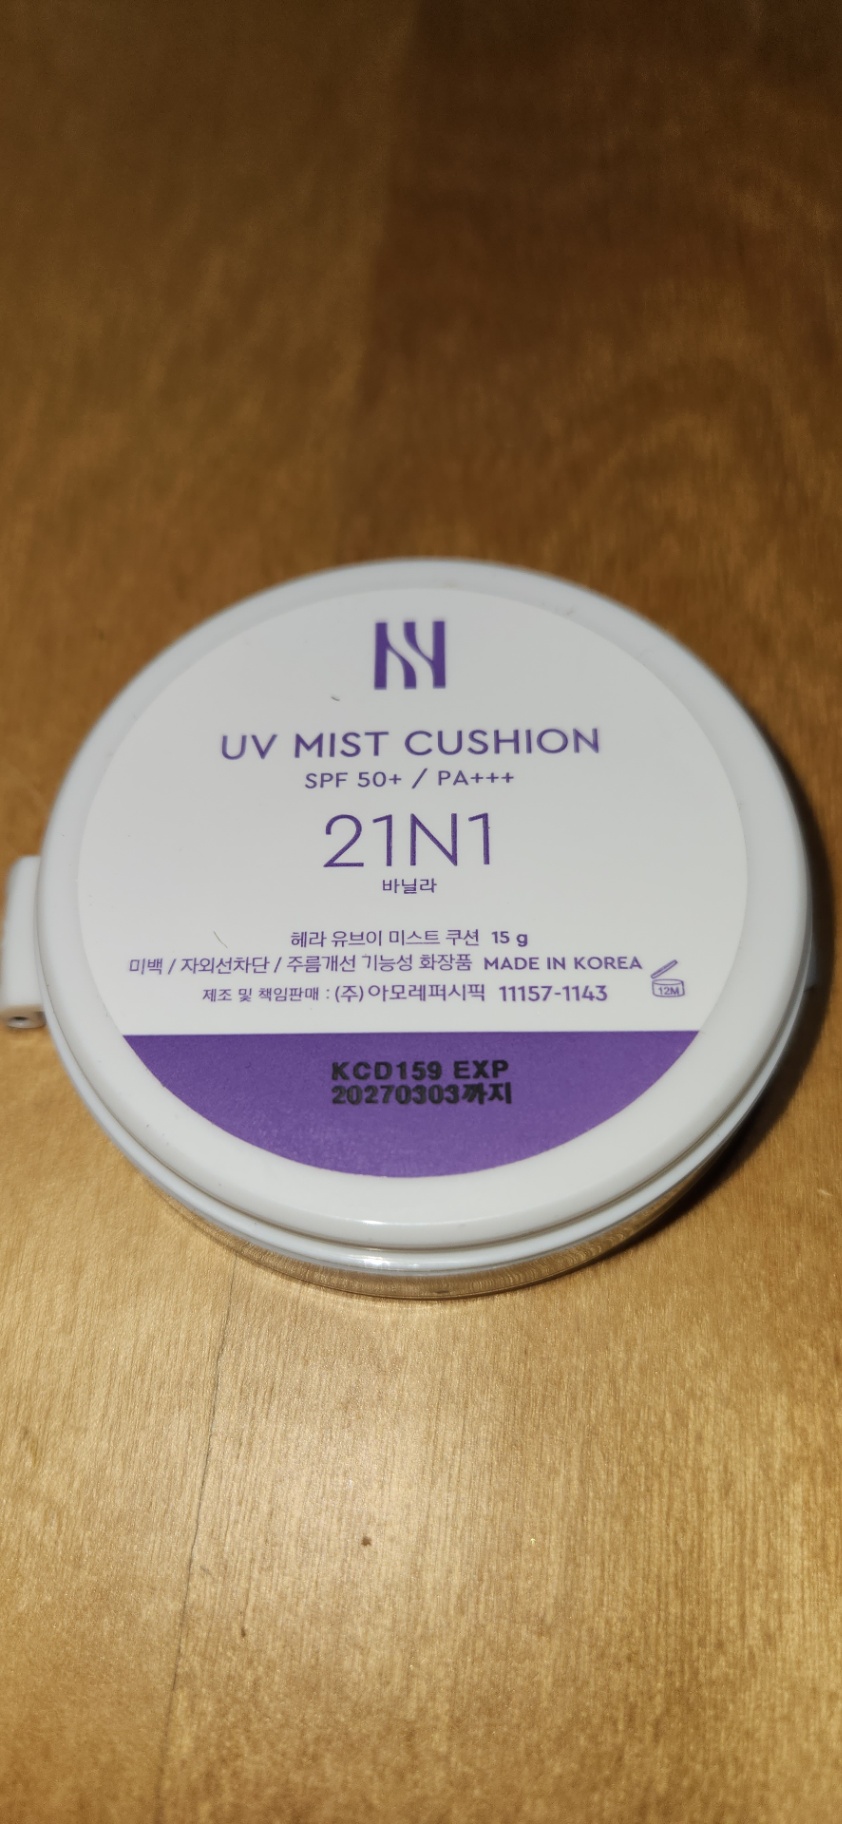 UV MIST CUSHION
SPF 50+ / PA+++
21N1
바닐라
헤라 유브이 미스트 쿠션 15 g
미백 / 자외선차단 / 주름개선 기능성 화장품 MADE IN KOREA
12M
제조 및 책임판매 : (주)아모레퍼시픽 11157-1143
KCD159 EXP
20270303까지